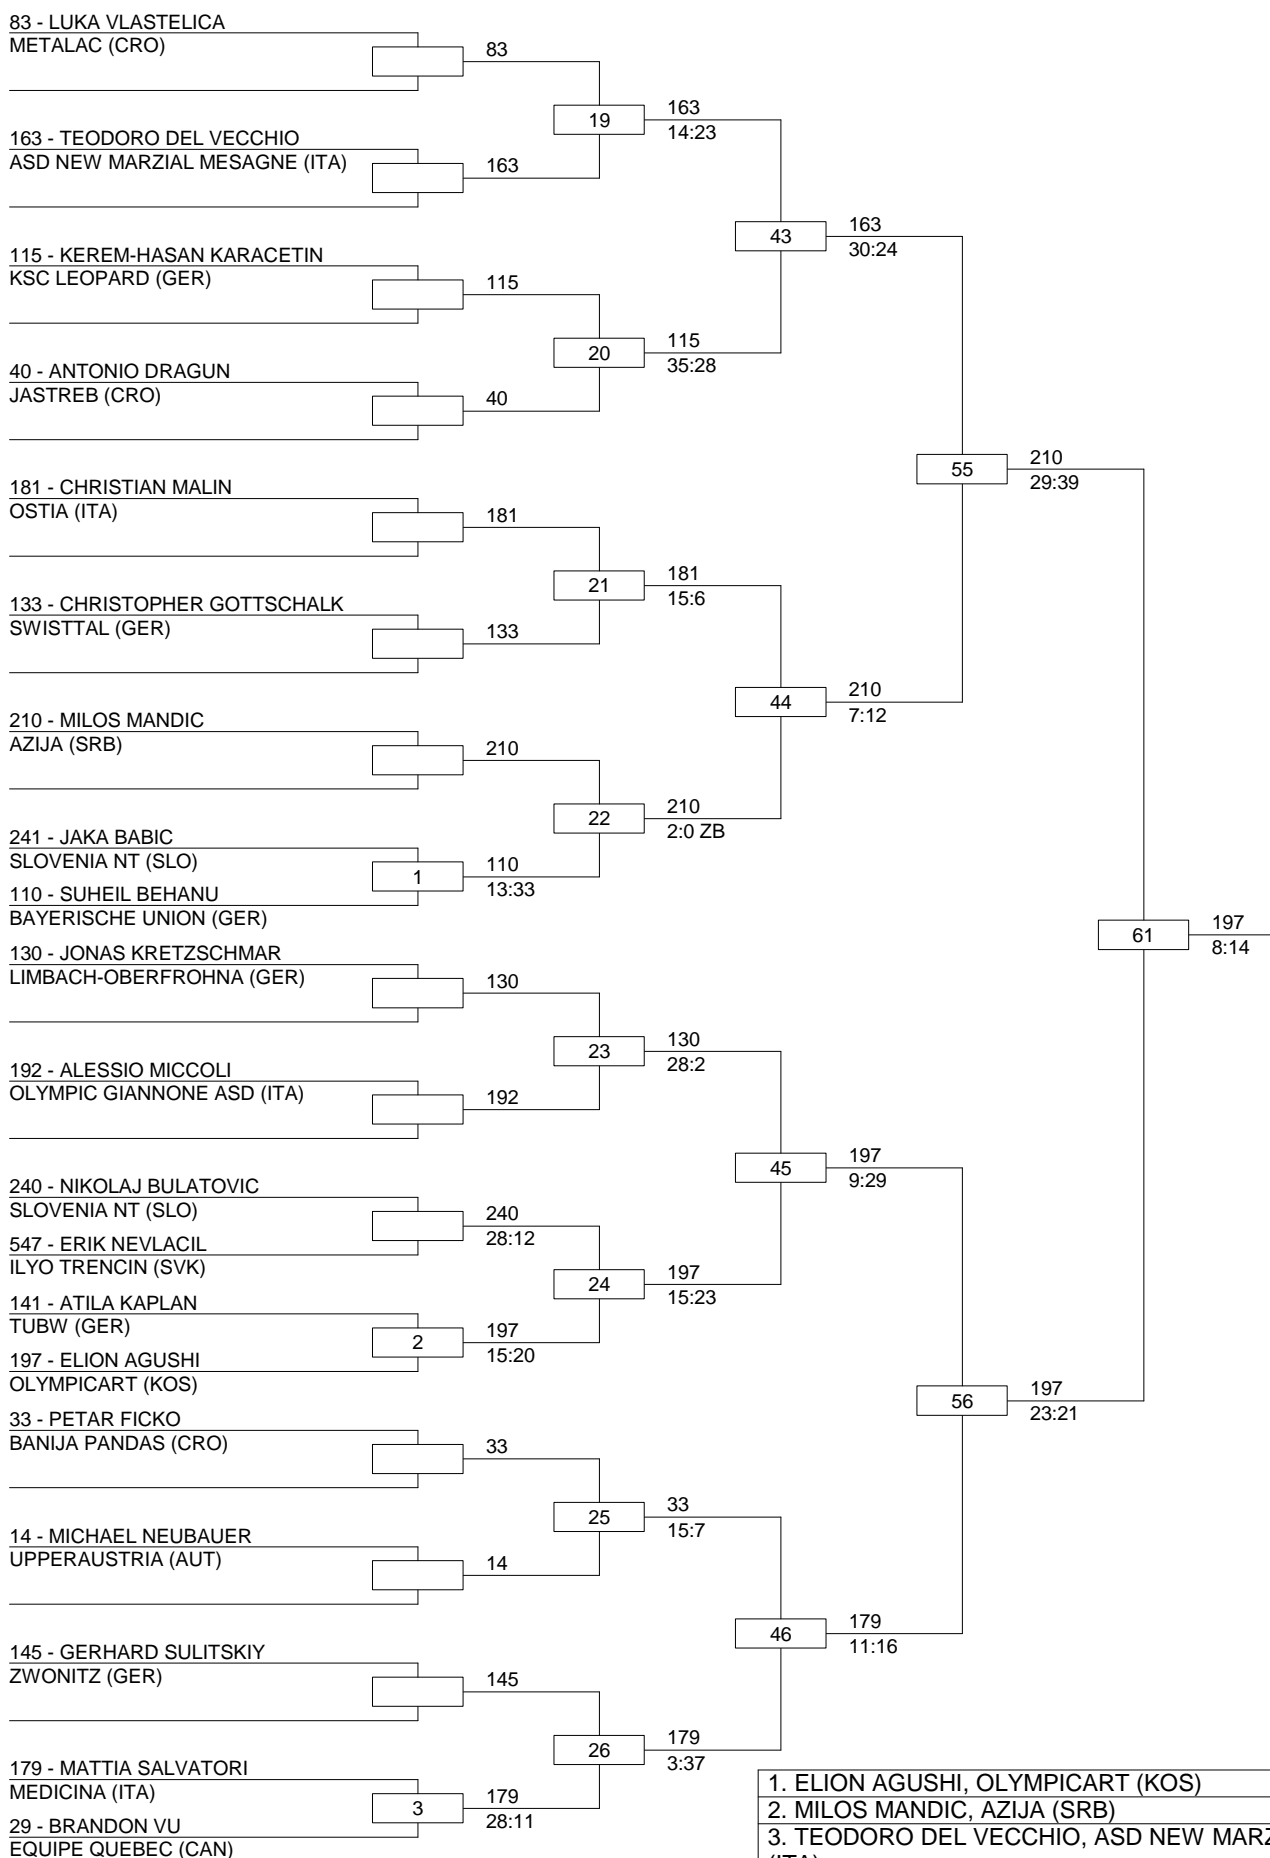 83 - LUKA VLASTELICA
METALAC (CRO)
83
19
163
14:23
163 - TEODORO DEL VECCHIO
ASD NEW MARZIAL MESAGNE (ITA)
163
43
163
30:24
115 - KEREM-HASAN KARACETIN
KSC LEOPARD (GER)
115
20
115
35:28
40 - ANTONIO DRAGUN
JASTREB (CRO)
40
55
210
29:39
181 - CHRISTIAN MALIN
OSTIA (ITA)
181
21
181
15:6
133 - CHRISTOPHER GOTTSCHALK
SWISTTAL (GER)
133
44
210
7:12
210 - MILOS MANDIC
AZIJA (SRB)
210
22
210
2:0 ZB
241 - JAKA BABIC
SLOVENIA NT (SLO)
1
110
13:33
110 - SUHEIL BEHANU
BAYERISCHE UNION (GER)
61
197
8:14
130 - JONAS KRETZSCHMAR
LIMBACH-OBERFROHNA (GER)
130
23
130
28:2
192 - ALESSIO MICCOLI
OLYMPIC GIANNONE ASD (ITA)
192
45
197
9:29
240 - NIKOLAJ BULATOVIC
SLOVENIA NT (SLO)
240
28:12
547 - ERIK NEVLACIL
ILYO TRENCIN (SVK)
24
197
15:23
141 - ATILA KAPLAN
TUBW (GER)
2
197
15:20
197 - ELION AGUSHI
OLYMPICART (KOS)
56
197
23:21
33 - PETAR FICKO
BANIJA PANDAS (CRO)
33
25
33
15:7
14 - MICHAEL NEUBAUER
UPPERAUSTRIA (AUT)
14
46
179
11:16
145 - GERHARD SULITSKIY
ZWONITZ (GER)
145
26
179
3:37
179 - MATTIA SALVATORI
MEDICINA (ITA)
3
179
28:11
29 - BRANDON VU
EQUIPE QUEBEC (CAN)
1. ELION AGUSHI, OLYMPICART (KOS)
2. MILOS MANDIC, AZIJA (SRB)
3. TEODORO DEL VECCHIO, ASD NEW MARZ
(ITA)